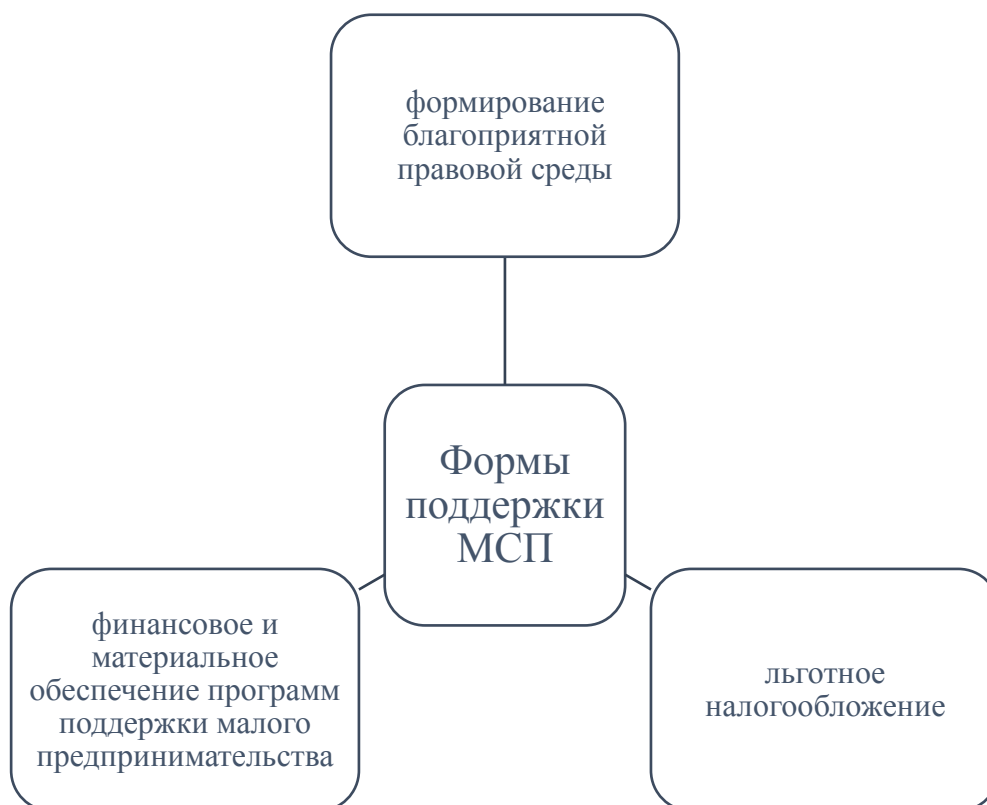 формирование
благоприятной
правовой среды
Формы
поддержки
МСП
финансовое и
материальное
обеспечение программ
поддержки малого
предпринимательства
льготное
налогообложение